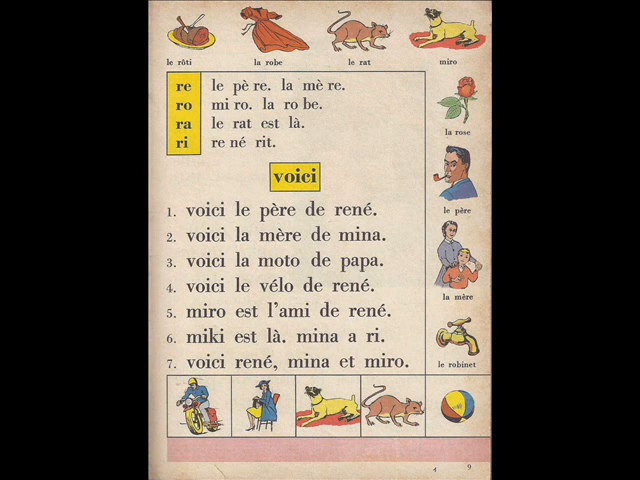 le rôti la robe le rat miro
re le pè re. la mè re.
ro mi ro. la ro be.
ra le rat est là.
ri re né rit.
la rose
voici
le père
1. voici le père de rené.
2. voici la mère de mina.
3. voici la moto de papa.
4. voici le vélo de rené.
5. miro est l'ami de rené.
6. miki est là. mina a ri.
7. voici rené, mina et miro.
la mère
le robinet
4 9